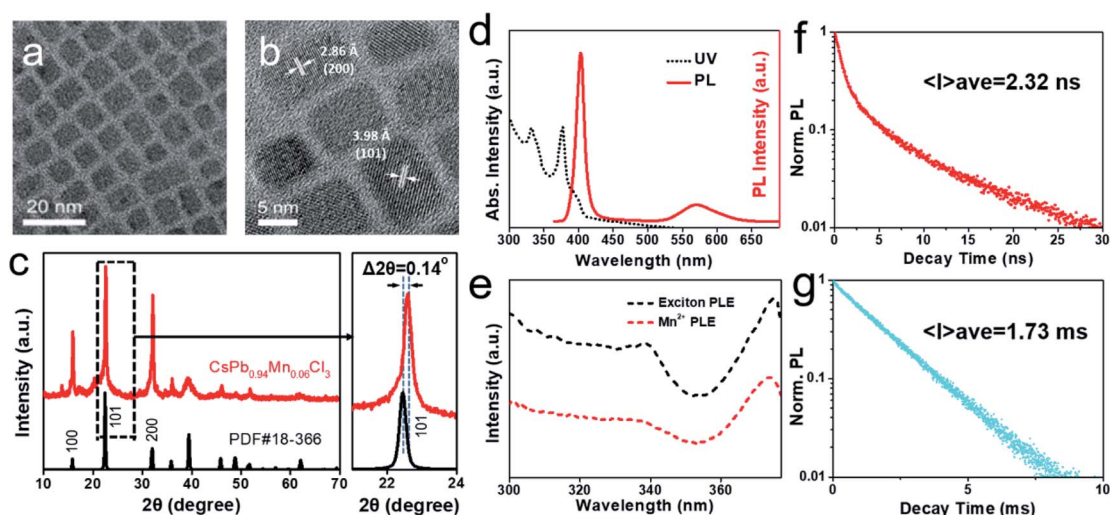 a
20 nm
b
2.86 Å
(200)
3.98 Å
(101)
5 nm
c
Intensity (a.u.)
CsPb0.94Mn0.06Cl3
100
101
200
PDF#18-366
10 20 30 40 50 60 70
2θ (degree)
Δ2θ=0.14°
101
22 24
2θ (degree)
d
Abs. Intensity (a.u.)
UV
PL
PL Intensity (a.u.)
300 350 400 450 500 550 600 650
Wavelength (nm)
e
Intensity (a.u.)
Exciton PLE
Mn2+ PLE
300 320 340 360
Wavelength (nm)
f
Norm. PL
1
0.1
0.01
<I>ave=2.32 ns
0 5 10 15 20 25 30
Decay Time (ns)
g
Norm. PL
1
0.1
0.01
<I>ave=1.73 ms
0 5 10
Decay Time (ms)